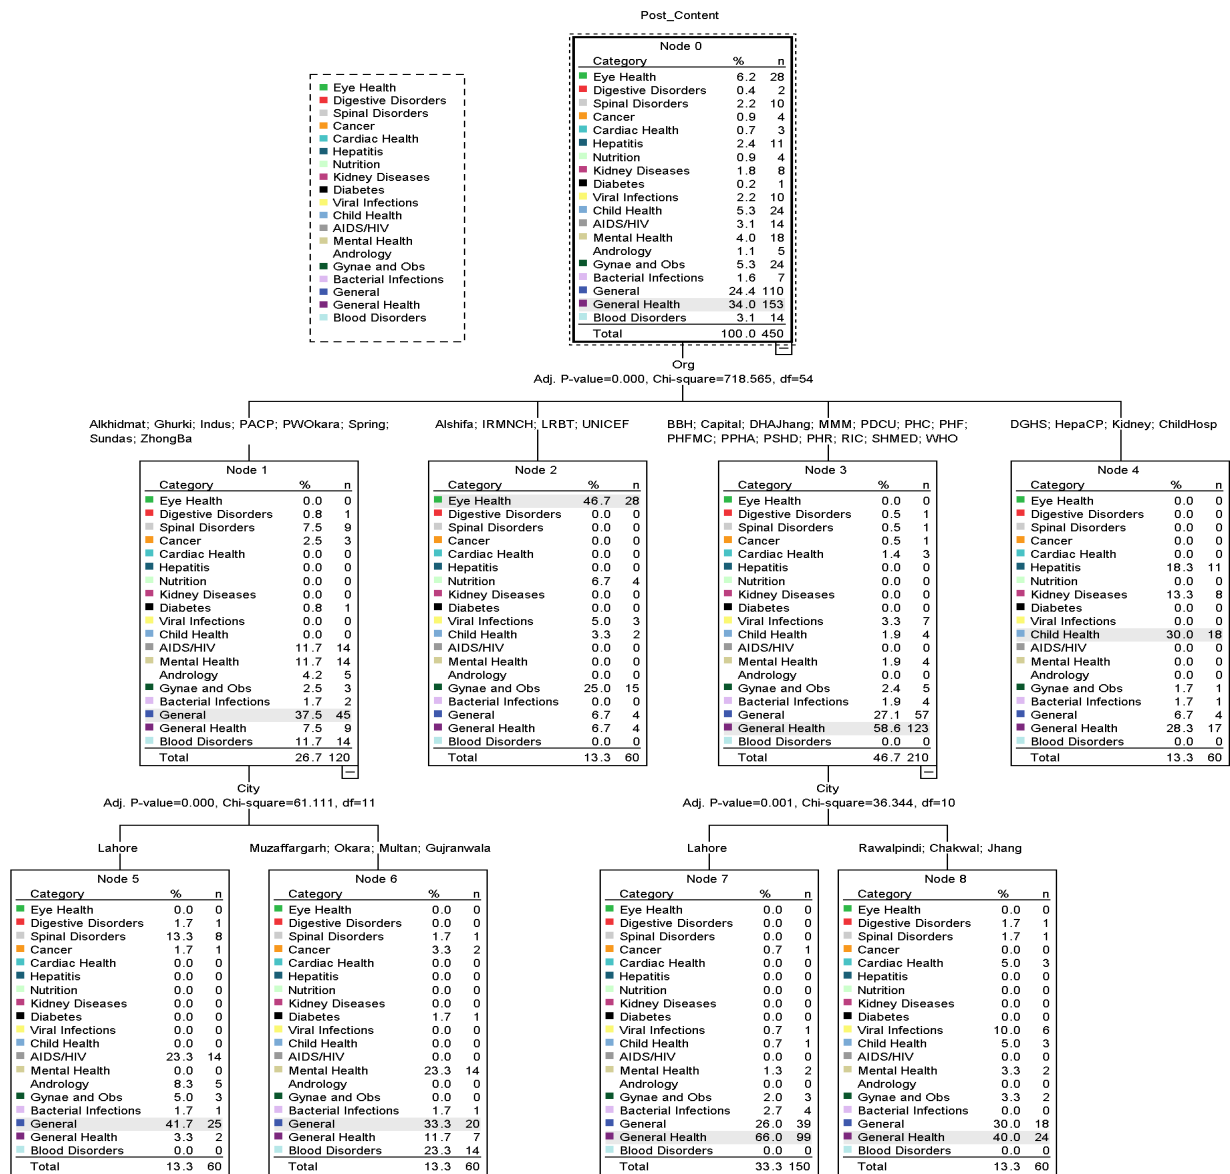 Post_Content
Node 0
Category % n
Eye Health 6.2 28
Digestive Disorders 0.4 2
Spinal Disorders 2.2 10
Cancer 0.9 4
Cardiac Health 0.7 3
Hepatitis 2.4 11
Nutrition 0.9 4
Kidney Diseases 1.8 8
Diabetes 0.2 1
Viral Infections 2.2 10
Child Health 5.3 24
AIDS/HIV 3.1 14
Mental Health 4.0 18
Andrology 1.1 5
Gynae and Obs 5.3 24
Bacterial Infections 1.6 7
General 24.4 110
General Health 34.0 153
Blood Disorders 3.1 14
Total 100.0 450
Eye Health
Digestive Disorders
Spinal Disorders
Cancer
Cardiac Health
Hepatitis
Nutrition
Kidney Diseases
Diabetes
Viral Infections
Child Health
AIDS/HIV
Mental Health
Andrology
Gynae and Obs
Bacterial Infections
General
General Health
Blood Disorders
Org
Adj. P-value=0.000, Chi-square=718.565, df=54
Alkhidmat; Ghurki; Indus; PACP; PWOkara; Spring;
Sundas; ZhongBa
Node 1
Category % n
Eye Health 0.0 0
Digestive Disorders 0.8 1
Spinal Disorders 7.5 9
Cancer 2.5 3
Cardiac Health 0.0 0
Hepatitis 0.0 0
Nutrition 0.0 0
Kidney Diseases 0.0 0
Diabetes 0.8 1
Viral Infections 0.0 0
Child Health 0.0 0
AIDS/HIV 11.7 14
Mental Health 11.7 14
Andrology 4.2 5
Gynae and Obs 2.5 3
Bacterial Infections 1.7 2
General 37.5 45
General Health 7.5 9
Blood Disorders 11.7 14
Total 26.7 120
Alshifa; IRMNCH; LRBT; UNICEF
Node 2
Category % n
Eye Health 46.7 28
Digestive Disorders 0.0 0
Spinal Disorders 0.0 0
Cancer 0.0 0
Cardiac Health 0.0 0
Hepatitis 0.0 0
Nutrition 6.7 4
Kidney Diseases 0.0 0
Diabetes 0.0 0
Viral Infections 5.0 3
Child Health 3.3 2
AIDS/HIV 0.0 0
Mental Health 0.0 0
Andrology 0.0 0
Gynae and Obs 25.0 15
Bacterial Infections 0.0 0
General 6.7 4
General Health 6.7 4
Blood Disorders 0.0 0
Total 13.3 60
BBH; Capital; DHAJhang; MMM; PDCU; PHC; PHF;
PHFMC; PPHA; PSHD; PHR; RIC; SHMED; WHO
Node 3
Category % n
Eye Health 0.0 0
Digestive Disorders 0.5 1
Spinal Disorders 0.5 1
Cancer 0.5 1
Cardiac Health 1.4 3
Hepatitis 0.0 0
Nutrition 0.0 0
Kidney Diseases 0.0 0
Diabetes 0.0 0
Viral Infections 3.3 7
Child Health 1.9 4
AIDS/HIV 0.0 0
Mental Health 1.9 4
Andrology 0.0 0
Gynae and Obs 2.4 5
Bacterial Infections 1.9 4
General 27.1 57
General Health 58.6 123
Blood Disorders 0.0 0
Total 46.7 210
DGHS; HepaCP; Kidney; ChildHosp
Node 4
Category % n
Eye Health 0.0 0
Digestive Disorders 0.0 0
Spinal Disorders 0.0 0
Cancer 0.0 0
Cardiac Health 0.0 0
Hepatitis 18.3 11
Nutrition 0.0 0
Kidney Diseases 13.3 8
Diabetes 0.0 0
Viral Infections 0.0 0
Child Health 30.0 18
AIDS/HIV 0.0 0
Mental Health 0.0 0
Andrology 0.0 0
Gynae and Obs 1.7 1
Bacterial Infections 1.7 1
General 6.7 4
General Health 28.3 17
Blood Disorders 0.0 0
Total 13.3 60
City
Adj. P-value=0.000, Chi-square=61.111, df=11
City
Adj. P-value=0.001, Chi-square=36.344, df=10
Lahore
Node 5
Category % n
Eye Health 0.0 0
Digestive Disorders 1.7 1
Spinal Disorders 13.3 8
Cancer 1.7 1
Cardiac Health 0.0 0
Hepatitis 0.0 0
Nutrition 0.0 0
Kidney Diseases 0.0 0
Diabetes 0.0 0
Viral Infections 0.0 0
Child Health 0.0 0
AIDS/HIV 23.3 14
Mental Health 0.0 0
Andrology 8.3 5
Gynae and Obs 5.0 3
Bacterial Infections 1.7 1
General 41.7 25
General Health 3.3 2
Blood Disorders 0.0 0
Total 13.3 60
Muzaffargarh; Okara; Multan; Gujranwala
Node 6
Category % n
Eye Health 0.0 0
Digestive Disorders 0.0 0
Spinal Disorders 1.7 1
Cancer 3.3 2
Cardiac Health 0.0 0
Hepatitis 0.0 0
Nutrition 0.0 0
Kidney Diseases 0.0 0
Diabetes 1.7 1
Viral Infections 0.0 0
Child Health 0.0 0
AIDS/HIV 0.0 0
Mental Health 23.3 14
Andrology 0.0 0
Gynae and Obs 0.0 0
Bacterial Infections 1.7 1
General 33.3 20
General Health 11.7 7
Blood Disorders 23.3 14
Total 13.3 60
Lahore
Node 7
Category % n
Eye Health 0.0 0
Digestive Disorders 0.0 0
Spinal Disorders 0.0 0
Cancer 0.7 1
Cardiac Health 0.0 0
Hepatitis 0.0 0
Nutrition 0.0 0
Kidney Diseases 0.0 0
Diabetes 0.0 0
Viral Infections 0.7 1
Child Health 0.7 1
AIDS/HIV 0.0 0
Mental Health 1.3 2
Andrology 0.0 0
Gynae and Obs 2.0 3
Bacterial Infections 2.7 4
General 26.0 39
General Health 66.0 99
Blood Disorders 0.0 0
Total 33.3 150
Rawalpindi; Chakwal; Jhang
Node 8
Category % n
Eye Health 0.0 0
Digestive Disorders 1.7 1
Spinal Disorders 1.7 1
Cancer 0.0 0
Cardiac Health 5.0 3
Hepatitis 0.0 0
Nutrition 0.0 0
Kidney Diseases 0.0 0
Diabetes 0.0 0
Viral Infections 10.0 6
Child Health 5.0 3
AIDS/HIV 0.0 0
Mental Health 3.3 2
Andrology 0.0 0
Gynae and Obs 3.3 2
Bacterial Infections 0.0 0
General 30.0 18
General Health 40.0 24
Blood Disorders 0.0 0
Total 13.3 60